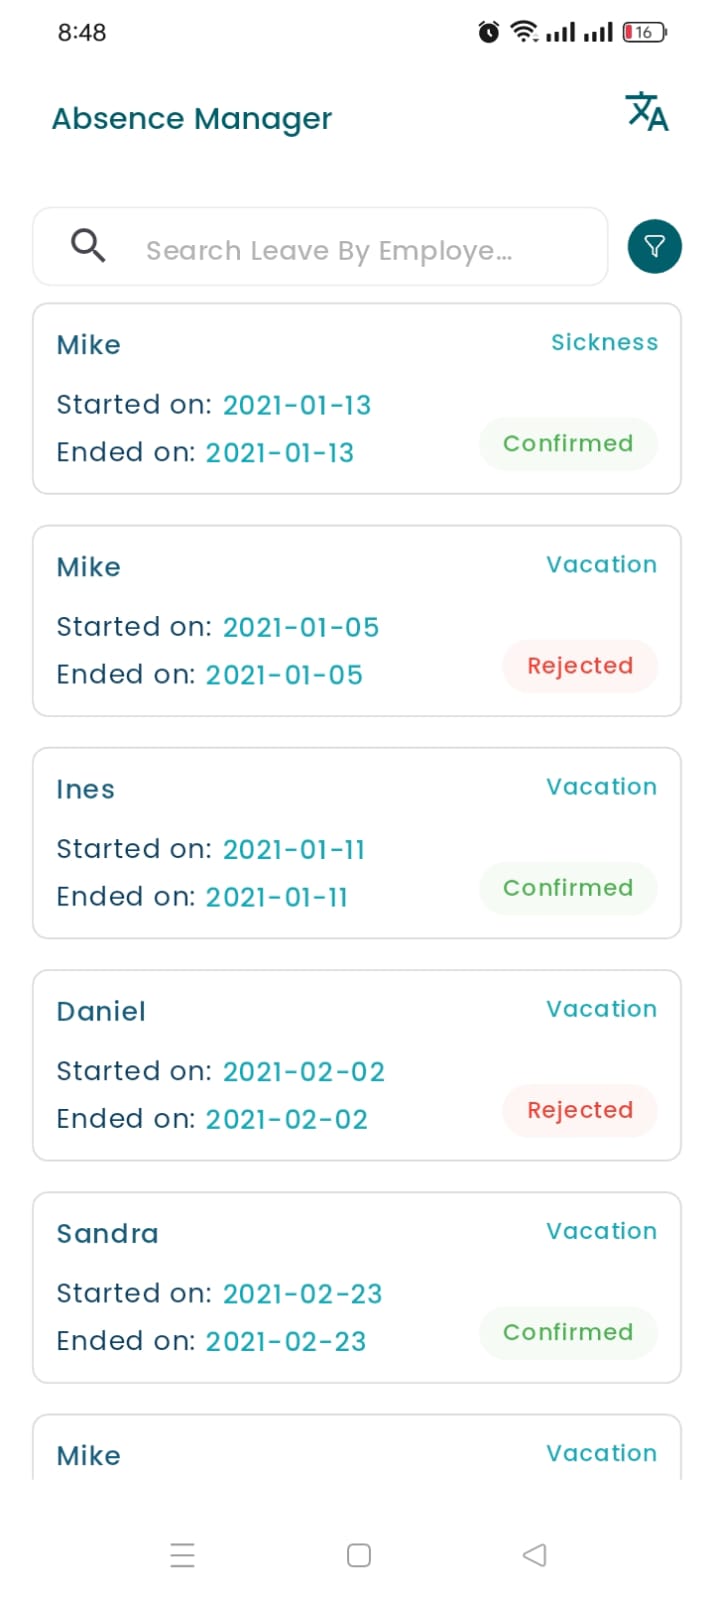 8:48
16
Absence Manager
Search Leave By Employe...
Mike
Sickness
Started on: 2021-01-13
Ended on: 2021-01-13
Confirmed
Mike
Vacation
Started on: 2021-01-05
Ended on: 2021-01-05
Rejected
Ines
Vacation
Started on: 2021-01-11
Ended on: 2021-01-11
Confirmed
Daniel
Vacation
Started on: 2021-02-02
Ended on: 2021-02-02
Rejected
Sandra
Vacation
Started on: 2021-02-23
Ended on: 2021-02-23
Confirmed
Mike
Vacation